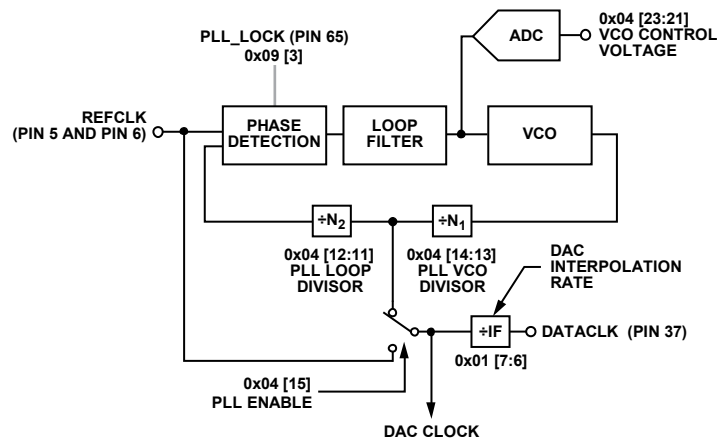 PLL_LOCK (PIN 65)
0x09 [3]
ADC
0x04 [23:21]
VCO CONTROL
VOLTAGE
REFCLK
(PIN 5 AND PIN 6)
PHASE
DETECTION
LOOP
FILTER
VCO
÷N2
÷N1
0x04 [12:11]
PLL LOOP
DIVISOR
0x04 [14:13]
PLL VCO
DIVISOR
DAC
INTERPOLATION
RATE
÷IF
DATACLK (PIN 37)
0x01 [7:6]
0x04 [15]
PLL ENABLE
DAC CLOCK